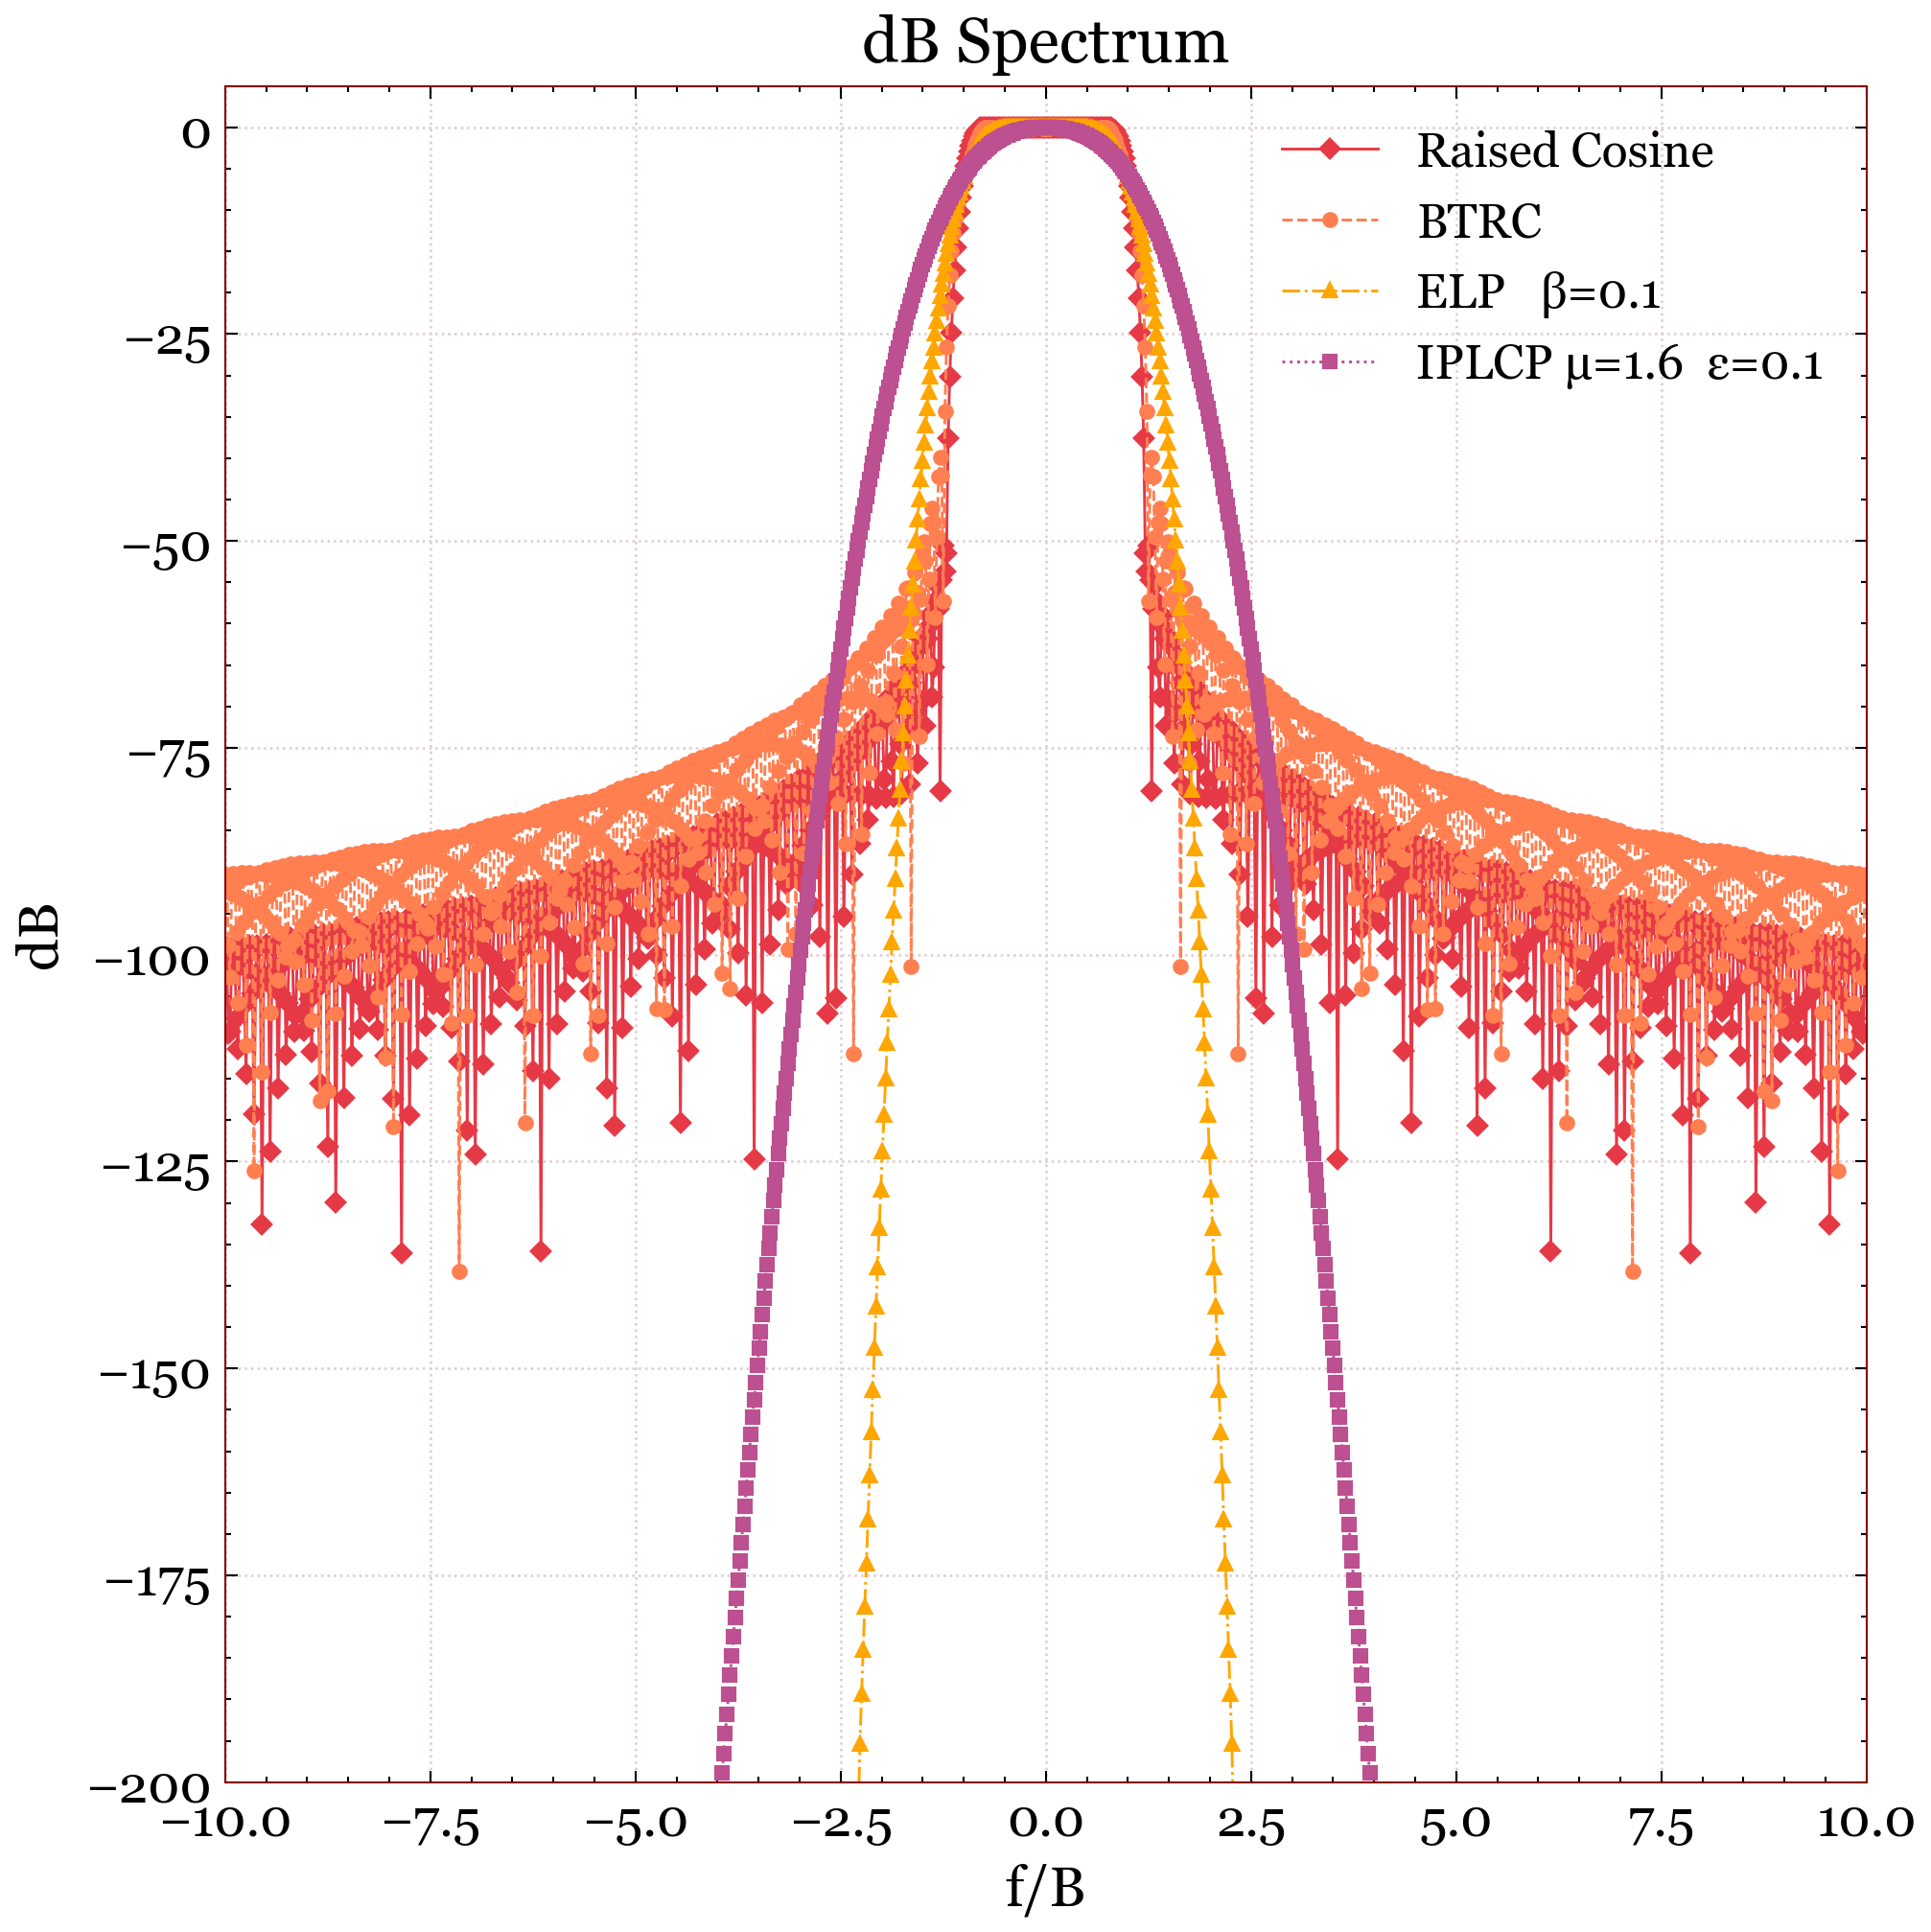 dB Spectrum
Raised Cosine
BTRC
ELP β=0.1
IPLCP μ=1.6 ε=0.1
0
−25
−50
−75
−100
−125
−150
−175
−200
dB
−10.0 −7.5 −5.0 −2.5 0.0 2.5 5.0 7.5 10.0
f/B